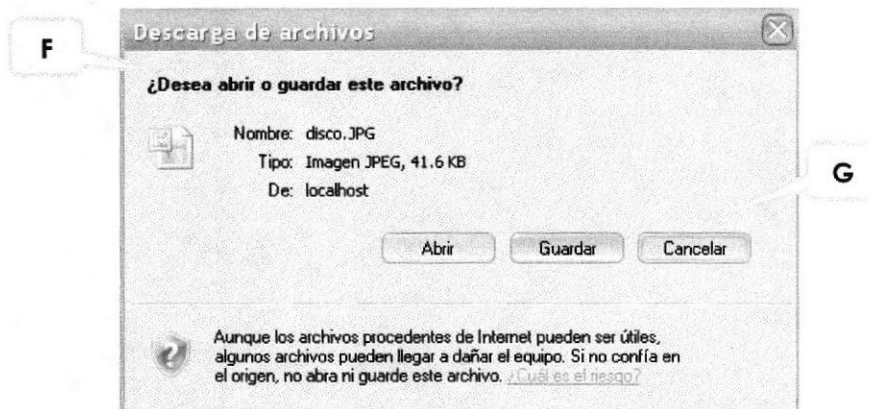 F
Descarga de archivos
¿Desea abrir o guardar este archivo?
Nombre: disco.JPG
Tipo: Imagen JPEG, 41.6 KB
De: localhost
G
Abrir Guardar Cancelar
Aunque los archivos procedentes de Internet pueden ser útiles,
algunos archivos pueden llegar a dañar el equipo. Si no confía en
el origen, no abra ni guarde este archivo. ¿Cuál es el riesgo?